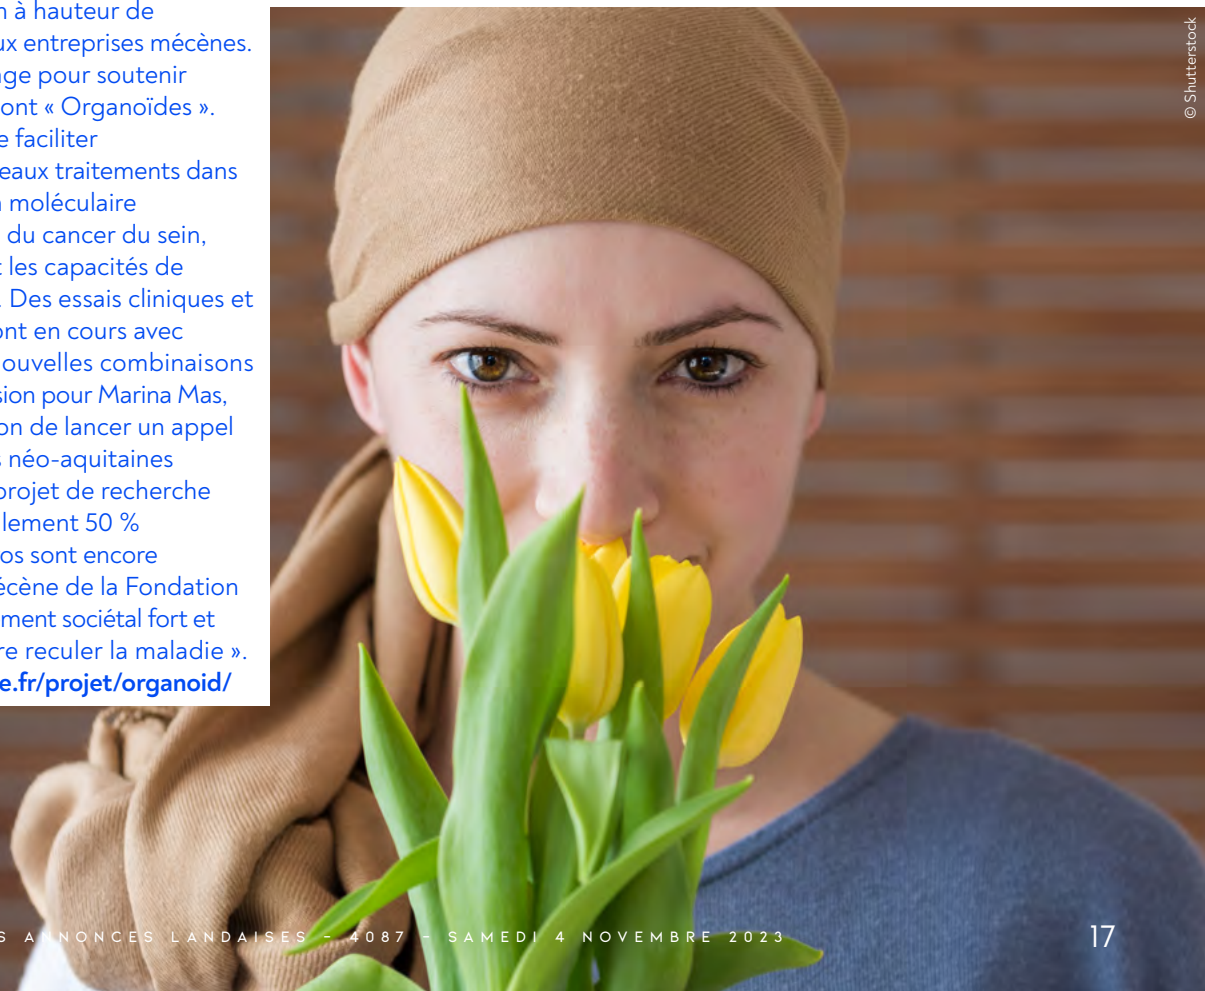 à hauteur de
ux entreprises mécènes.
ge pour soutenir
ont « Organoïdes ».
e faciliter
eaux traitements dans
moléculaire
du cancer du sein,
les capacités de
. Des essais cliniques et
ont en cours avec
ouvelles combinaisons
sion pour Marina Mas,
on de lancer un appel
s néo-aquitaines
projet de recherche
lement 50 %
os sont encore
écène de la Fondation
ment sociétal fort et
re reculer la maladie ».
e.fr/projet/organoid/
© Shutterstock
S ANNONCES LANDAISES - 4087 - SAMEDI 4 NOVEMBRE 2023
17